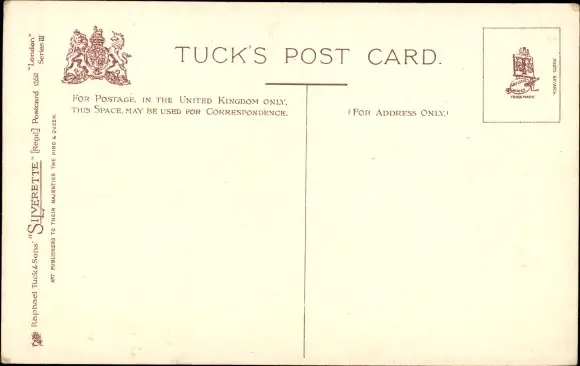 TUCK'S POST CARD.
FOR POSTAGE, IN THE UNITED KINGDOM ONLY,
THIS SPACE, MAY BE USED FOR CORRESPONDENCE.
(FOR ADDRESS ONLY.)
TRADEMARK
Raphael Tuck & Sons' "SILVERETTE" [Regd] Postcard "London"
Series III
ART PUBLISHERS TO THEIR MAJESTIES THE KING & QUEEN.